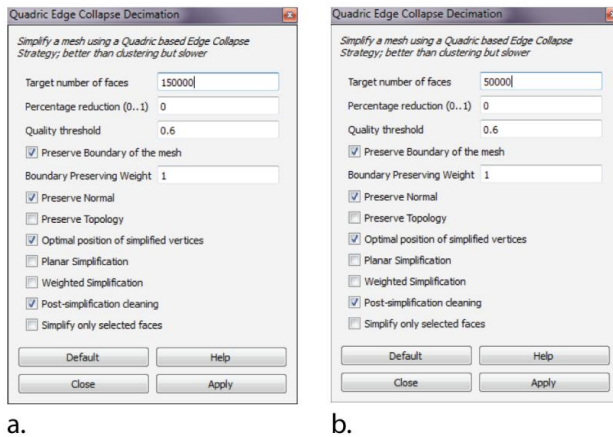 Quadric Edge Collapse Decimation
Simplify a mesh using a Quadric based Edge Collapse
Strategy; better than clustering but slower
Target number of faces 150000
Percentage reduction (0..1) 0
Quality threshold 0.6
Preserve Boundary of the mesh
Boundary Preserving Weight 1
Preserve Normal
Preserve Topology
Optimal position of simplified vertices
Planar Simplification
Weighted Simplification
Post-simplification cleaning
Simplify only selected faces
Default Help
Close Apply
a.
Quadric Edge Collapse Decimation
Simplify a mesh using a Quadric based Edge Collapse
Strategy; better than clustering but slower
Target number of faces 50000
Percentage reduction (0..1) 0
Quality threshold 0.6
Preserve Boundary of the mesh
Boundary Preserving Weight 1
Preserve Normal
Preserve Topology
Optimal position of simplified vertices
Planar Simplification
Weighted Simplification
Post-simplification cleaning
Simplify only selected faces
Default Help
Close Apply
b.